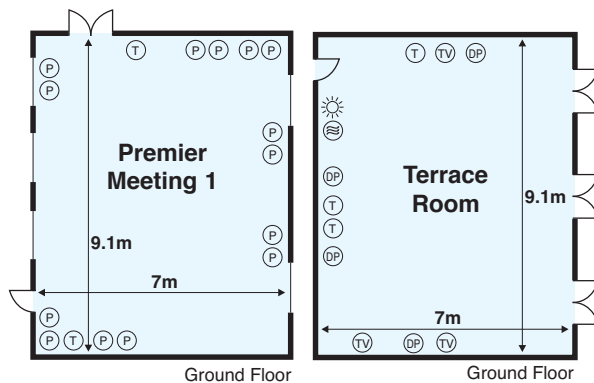 T P P P P
P
P
P
P
Premier
Meeting 1
9.1m
P
P
7m
P
P T P P
Ground Floor
T TV DP
DP
T
T
DP
Terrace
Room
9.1m
7m
TV DP TV
Ground Floor